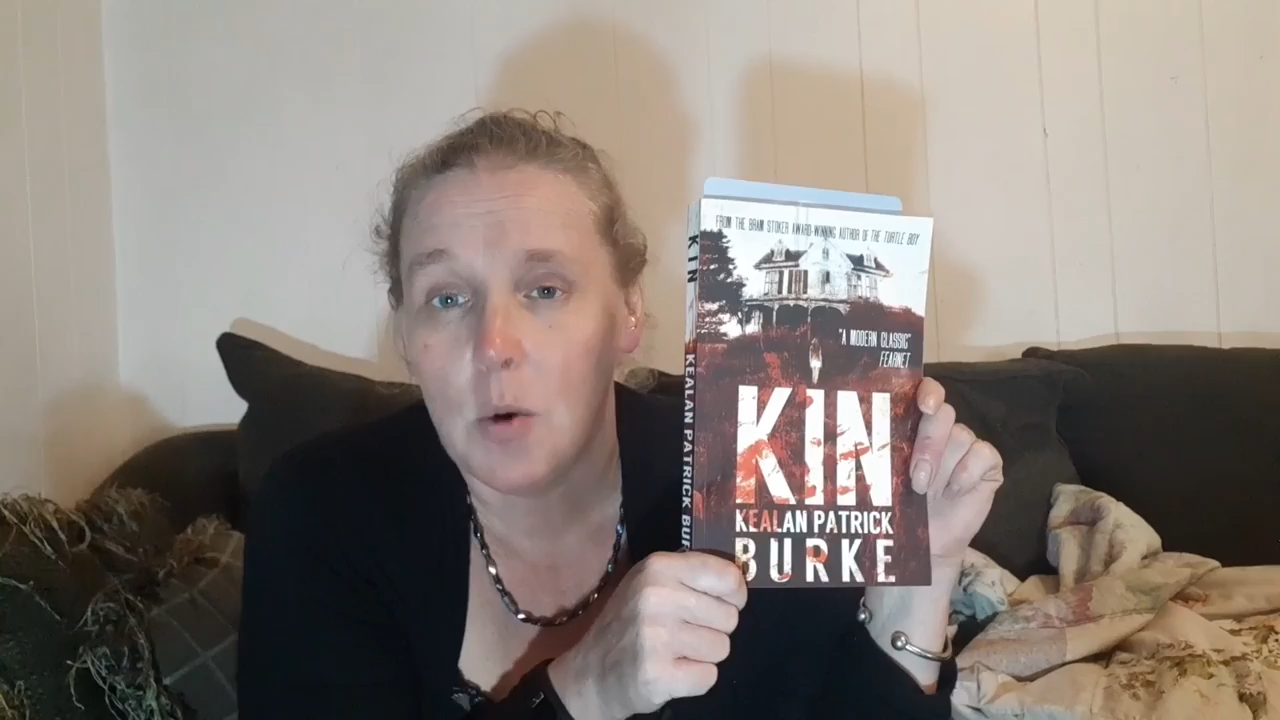 FROM THE BRAM STOKER AWARD-WINNING AUTHOR OF THE TURTLE BOY
"A MODERN CLASSIC"
FEARNET
KIN
KEALAN PATRICK
BURKE
KIN KEALAN PATRICK BUR